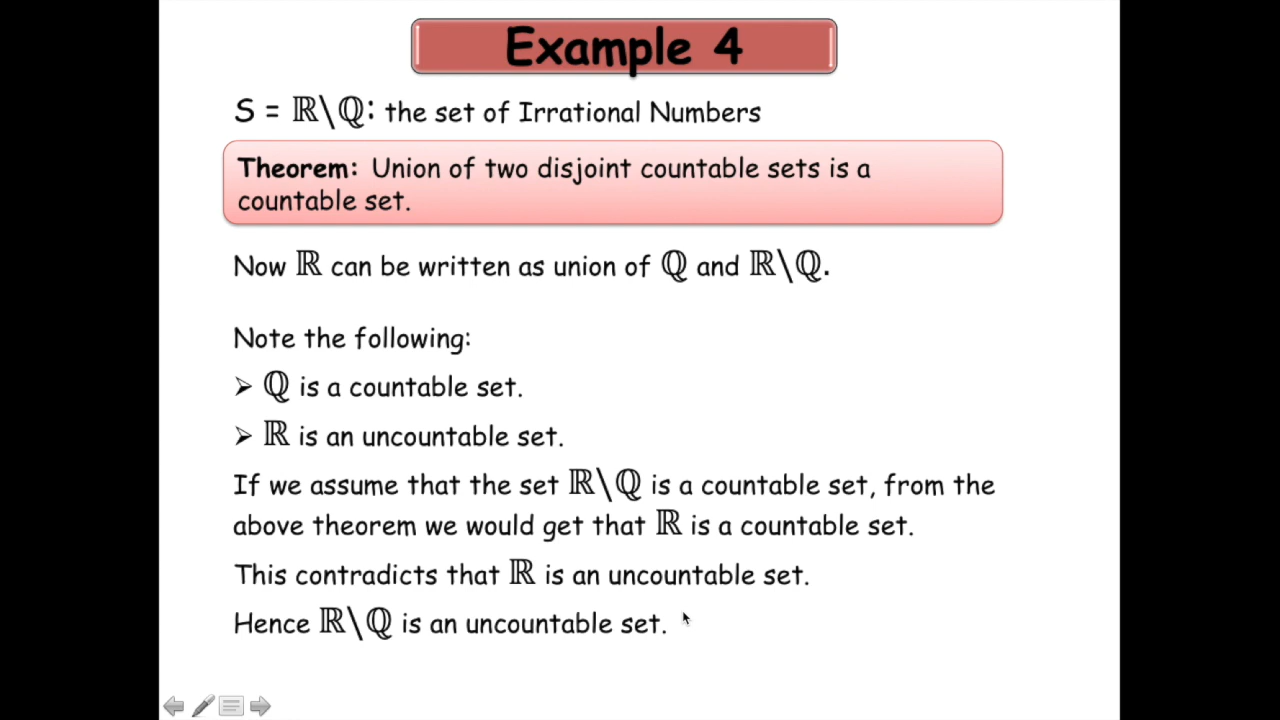 Example 4
S = ℝ\ℚ: the set of Irrational Numbers
Theorem: Union of two disjoint countable sets is a
countable set.
Now ℝ can be written as union of ℚ and ℝ\ℚ.
Note the following:
➢ ℚ is a countable set.
➢ ℝ is an uncountable set.
If we assume that the set ℝ\ℚ is a countable set, from the
above theorem we would get that ℝ is a countable set.
This contradicts that ℝ is an uncountable set.
Hence ℝ\ℚ is an uncountable set.